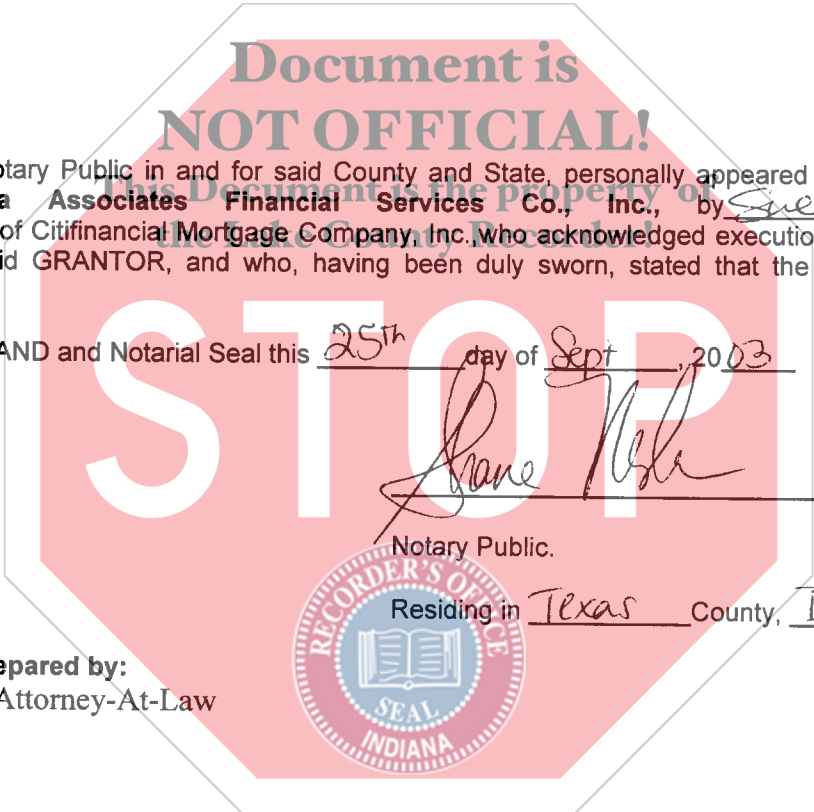 Document is
NOT OFFICIAL!
This Document is the property of
the Lake County Recorder!
STOP
otary Public in and for said County and State, personally appeared
a Associates Financial Services Co., Inc., by Sue
of Citifinancial Mortgage Company, Inc.,who acknowledged executio
id GRANTOR, and who, having been duly sworn, stated that the
AND and Notarial Seal this 25th day of Sept, 2003
Notary Public.
Residing in Texas County,
epared by:
Attorney-At-Law
RECORDER'S OFFICE
SEAL
INDIANA